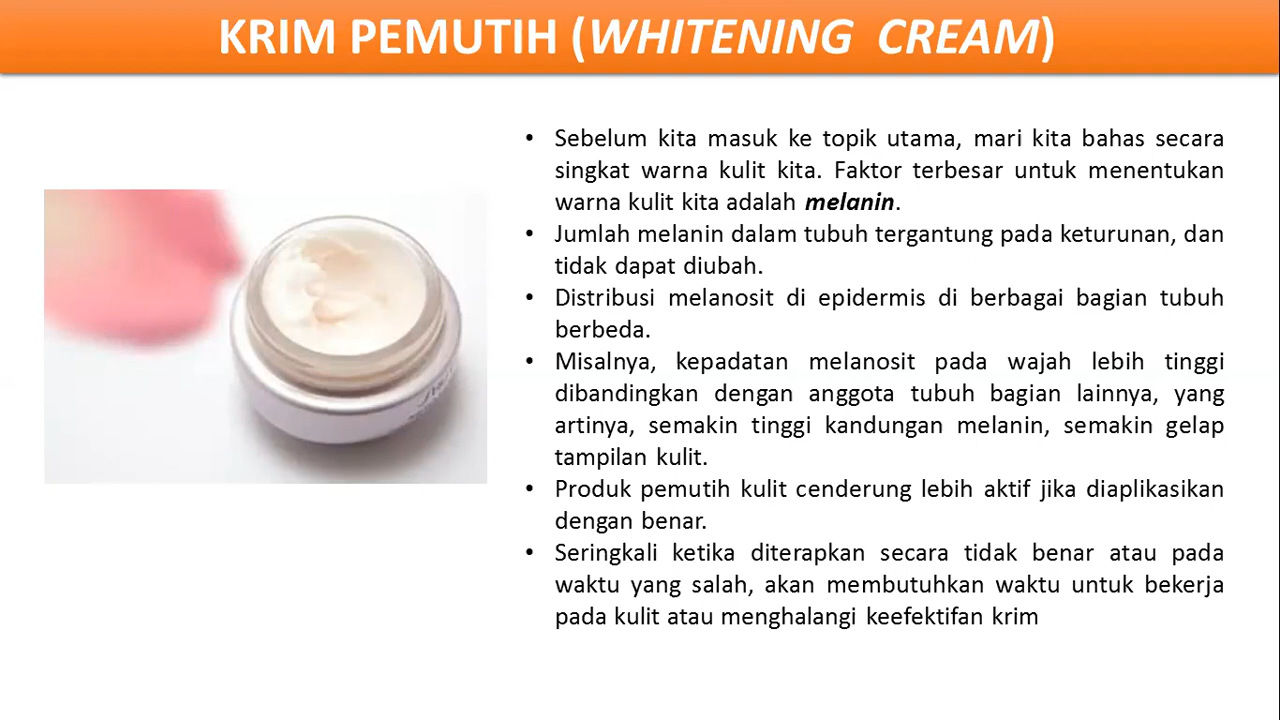 KRIM PEMUTIH (WHITENING CREAM)
• Sebelum kita masuk ke topik utama, mari kita bahas secara
singkat warna kulit kita. Faktor terbesar untuk menentukan
warna kulit kita adalah melanin.
• Jumlah melanin dalam tubuh tergantung pada keturunan, dan
tidak dapat diubah.
• Distribusi melanosit di epidermis di berbagai bagian tubuh
berbeda.
• Misalnya, kepadatan melanosit pada wajah lebih tinggi
dibandingkan dengan anggota tubuh bagian lainnya, yang
artinya, semakin tinggi kandungan melanin, semakin gelap
tampilan kulit.
• Produk pemutih kulit cenderung lebih aktif jika diaplikasikan
dengan benar.
• Seringkali ketika diterapkan secara tidak benar atau pada
waktu yang salah, akan membutuhkan waktu untuk bekerja
pada kulit atau menghalangi keefektifan krim